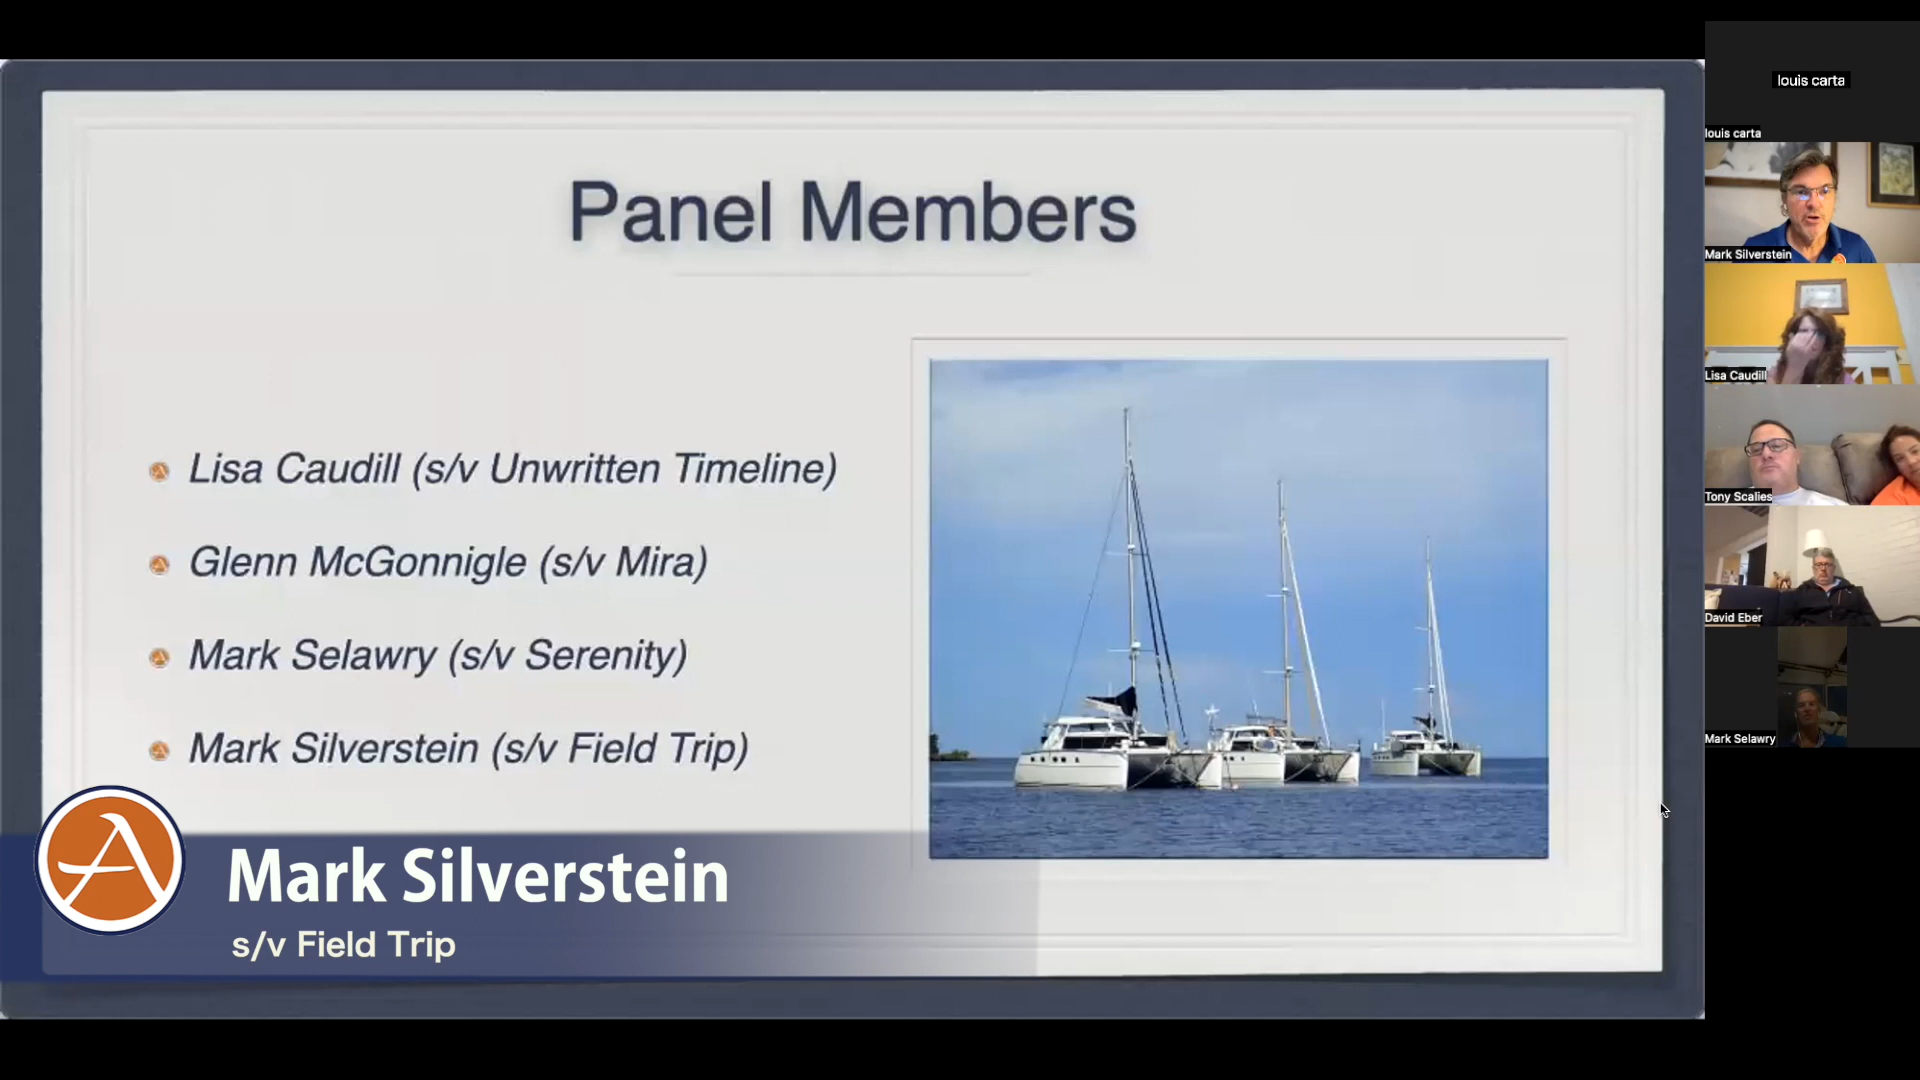 Panel Members
Lisa Caudill (s/v Unwritten Timeline)
Glenn McGonnigle (s/v Mira)
Mark Selawry (s/v Serenity)
Mark Silverstein (s/v Field Trip)
Mark Silverstein
s/v Field Trip
louis carta
louis carta
Mark Silverstein
Lisa Caudill
Tony Scalies
David Eber
Mark Selawry